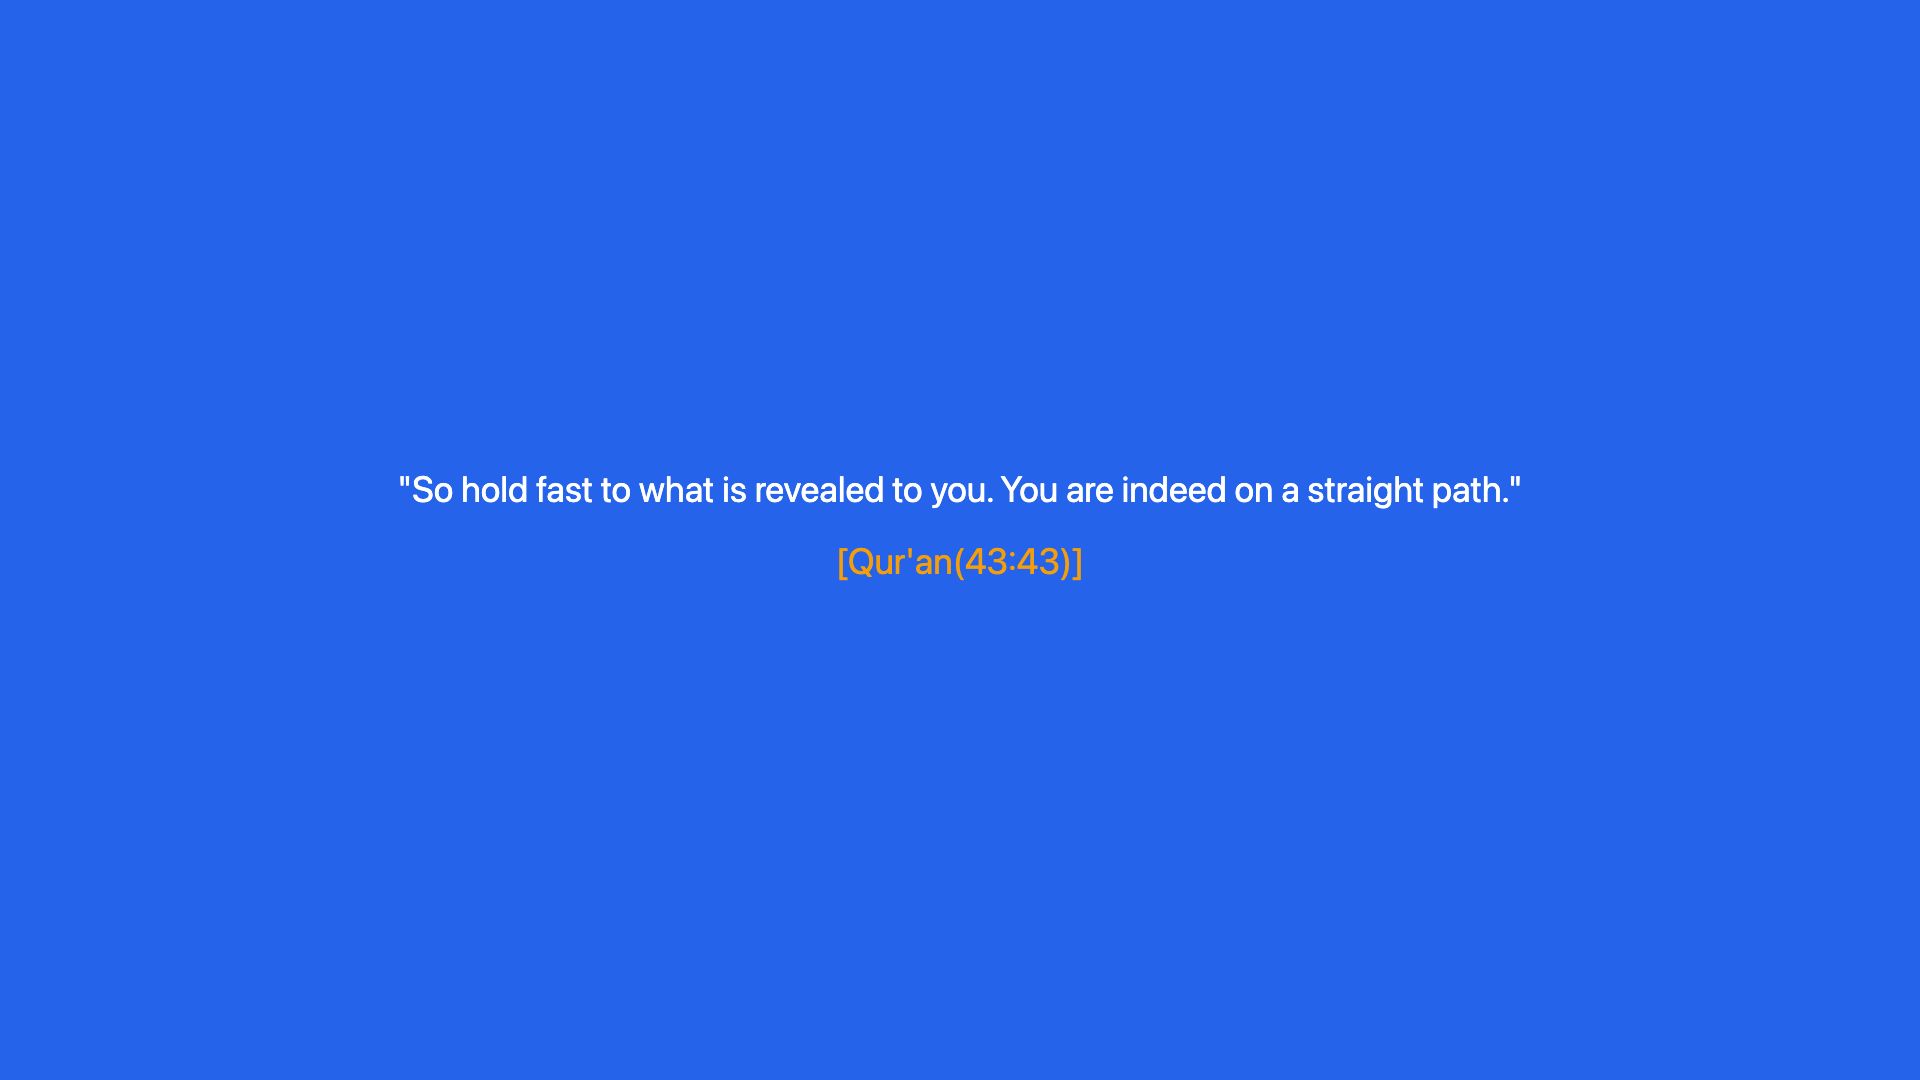 "So hold fast to what is revealed to you. You are indeed on a straight path."
[Qur'an(43:43)]